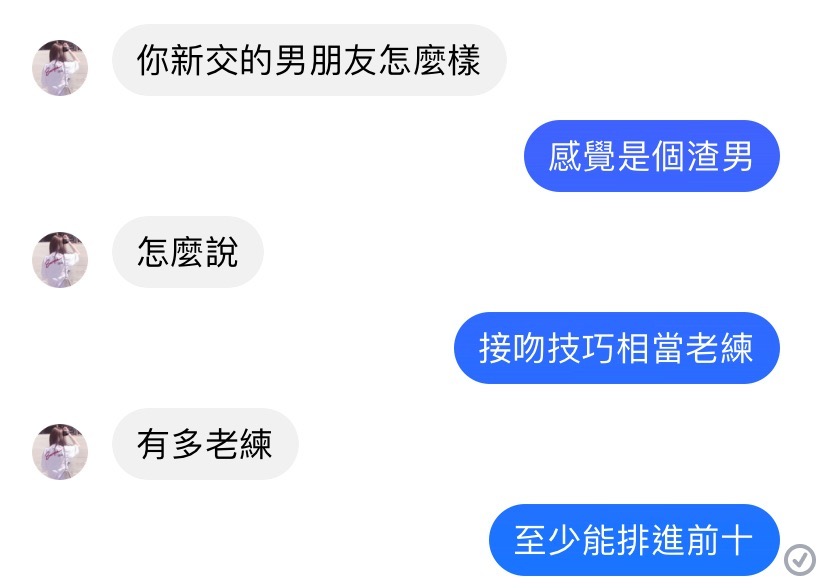 你新交的男朋友怎麼樣
感覺是個渣男
怎麼說
接吻技巧相當老練
有多老練
至少能排進前十